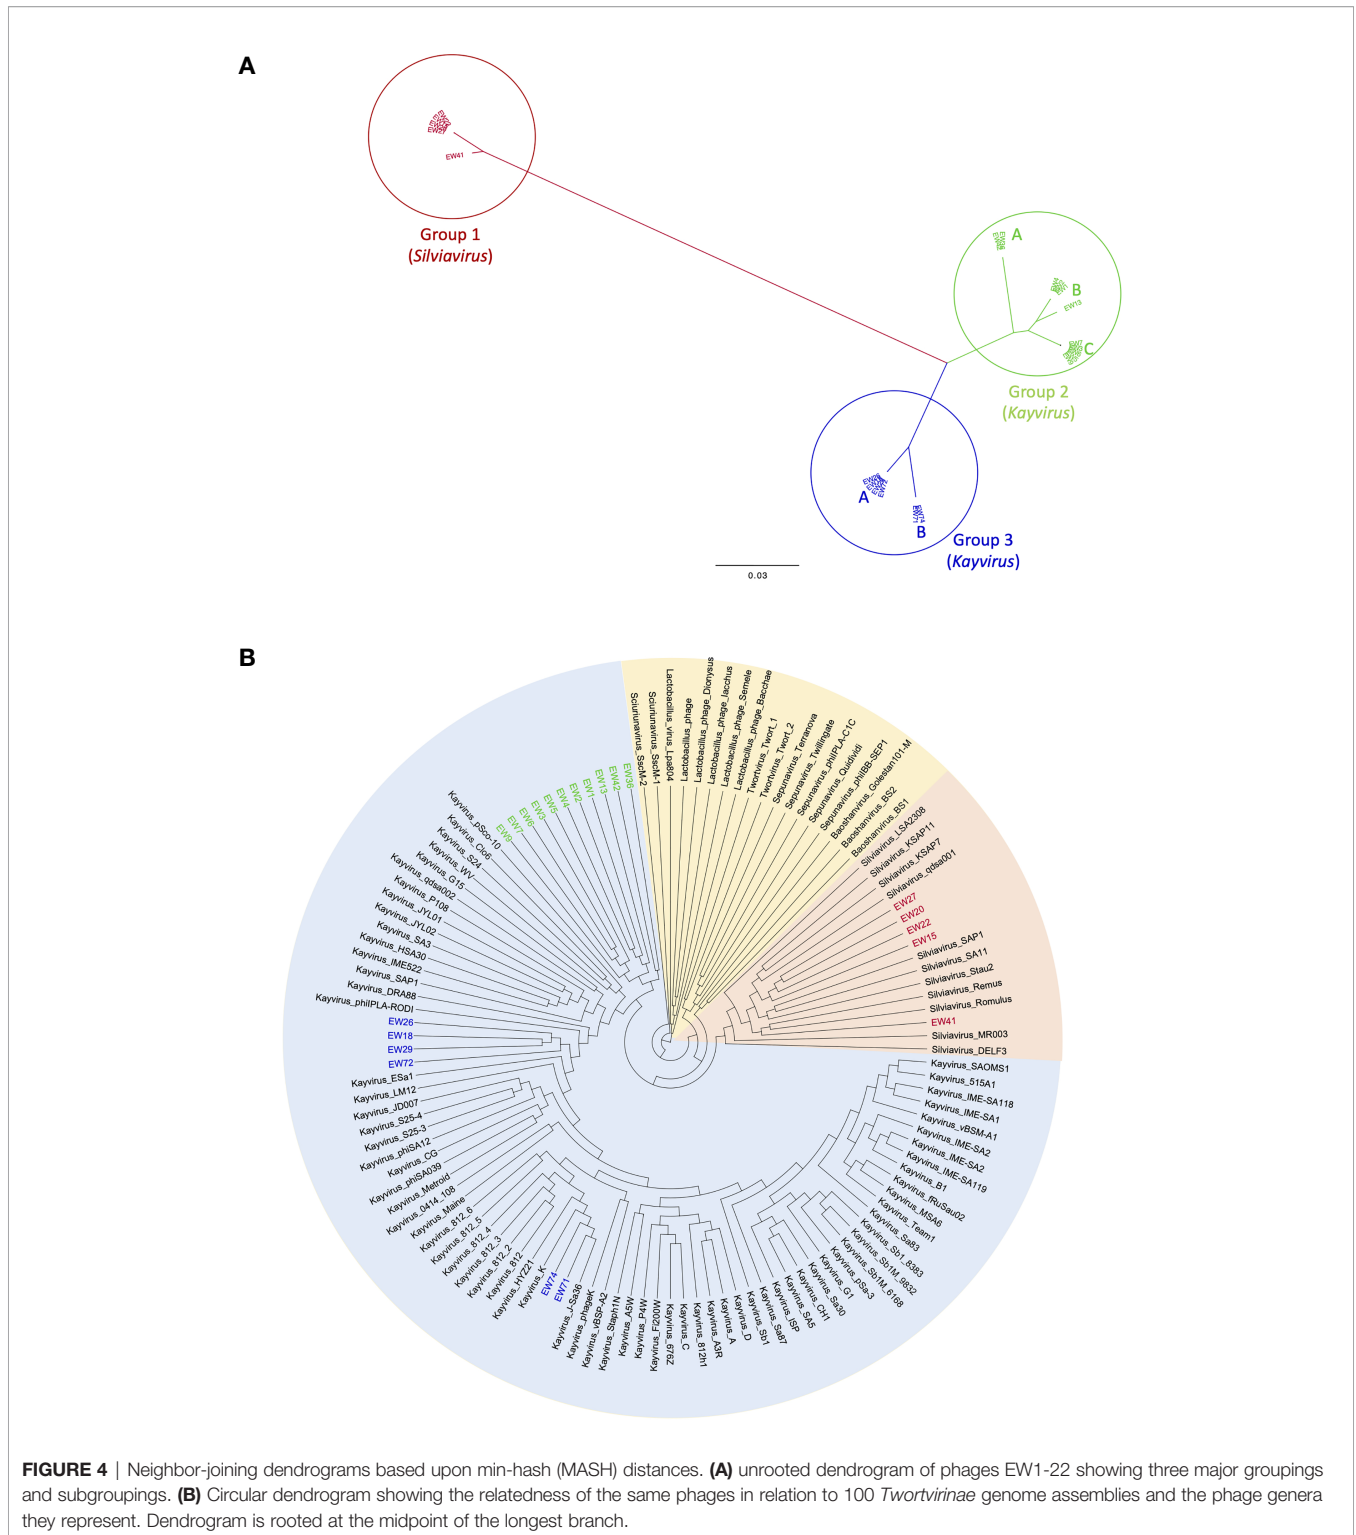 A
EW41
Group 1
(Silviavirus)
A
B
EW13
C
Group 2
(Kayvirus)
EW72
A
EW74
EW71
B
Group 3
(Kayvirus)
0.03
B
Sciuriunavirus_SscM-2
Sciuriunavirus_SscM-1
Lactobacillus_virus_Lpa804
Lactobacillus_phage
Lactobacillus_phage_Dionysus
Lactobacillus_phage_Iacchus
Lactobacillus_phage_Semele
Lactobacillus_phage_Bacchae
Twortvirus_Twort_1
Twortvirus_Twort_2
Sepunavirus_Terranova
Sepunavirus_Twillingate
Sepunavirus_phiIPLA-C1C
Sepunavirus_Quidividi
Sepunavirus_phiIBB-SEP1
Baoshanvirus_Golestan101-M
Baoshanvirus_BS2
Baoshanvirus_BS1
Silviavirus_LSA2308
Silviavirus_KSAP11
Silviavirus_KSAP7
Silviavirus_qdsa001
EW27
EW20
EW22
EW15
Silviavirus_SAP1
Silviavirus_SA11
Silviavirus_Stau2
Silviavirus_Remus
Silviavirus_Romulus
EW41
Silviavirus_MR003
Silviavirus_DELF3
Kayvirus_SAOMS1
Kayvirus_515A1
Kayvirus_IME-SA118
Kayvirus_IME-SA1
Kayvirus_vBSM-A1
Kayvirus_IME-SA2
Kayvirus_IME-SA2
Kayvirus_IME-SA119
Kayvirus_B1
Kayvirus_fRuSau02
Kayvirus_MSA6
Kayvirus_Team1
Kayvirus_Sa83
Kayvirus_Sb1_8383
Kayvirus_Sb1M_9832
Kayvirus_Sb1M_6168
Kayvirus_pSa-3
Kayvirus_G1
Kayvirus_Sa30
Kayvirus_CH1
Kayvirus_SA5
Kayvirus_ISP
Kayvirus_Sa87
Kayvirus_Sb1
Kayvirus_D
Kayvirus_A
Kayvirus_A3R
Kayvirus_812h1
Kayvirus_C
Kayvirus_676Z
Kayvirus_Fi200W
Kayvirus_P4W
Kayvirus_A5W
Kayvirus_Staph1N
Kayvirus_vBSP-A2
Kayvirus_phageK
Kayvirus_J-Sa36
EW71
EW74
Kayvirus_K
Kayvirus_HYZ21
Kayvirus_812
Kayvirus_812_2
Kayvirus_812_3
Kayvirus_812_4
Kayvirus_812_5
Kayvirus_812_6
Kayvirus_Maine
Kayvirus_0414_108
Kayvirus_Metroid
Kayvirus_phiSA039
Kayvirus_CG
Kayvirus_phiSA12
Kayvirus_S25-3
Kayvirus_S25-4
Kayvirus_JD007
Kayvirus_LM12
Kayvirus_ESa1
EW72
EW29
EW18
EW26
Kayvirus_phiIPLA-RODI
Kayvirus_DRA88
Kayvirus_SAP1
Kayvirus_IME522
Kayvirus_HSA30
Kayvirus_SA3
Kayvirus_JYL02
Kayvirus_JYL01
Kayvirus_P108
Kayvirus_qdsa002
Kayvirus_G15
Kayvirus_WV
Kayvirus_S24
Kayvirus_Clo6
Kayvirus_pSco-10
EW9
EW7
EW6
EW3
EW5
EW4
EW2
EW1
EW13
EW42
EW36
FIGURE 4 | Neighbor-joining dendrograms based upon min-hash (MASH) distances. (A) unrooted dendrogram of phages EW1-22 showing three major groupings
and subgroupings. (B) Circular dendrogram showing the relatedness of the same phages in relation to 100 Twortvirinae genome assemblies and the phage genera
they represent. Dendrogram is rooted at the midpoint of the longest branch.